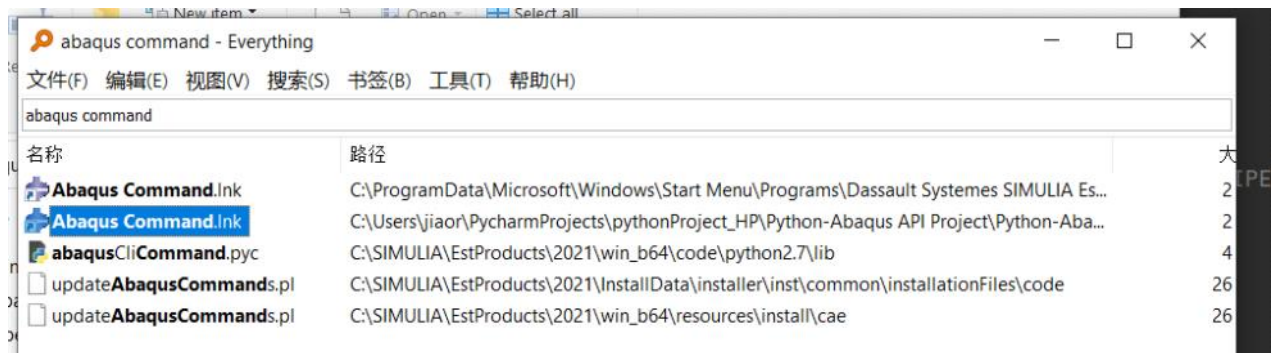 New item Open Select all
abaqus command - Everything
文件(F) 编辑(E) 视图(V) 搜索(S) 书签(B) 工具(T) 帮助(H)
abaqus command
名称 路径 大
Abaqus Command.lnk C:\ProgramData\Microsoft\Windows\Start Menu\Programs\Dassault Systemes SIMULIA Es... 2
Abaqus Command.lnk C:\Users\jiaor\PycharmProjects\pythonProject_HP\Python-Abaqus API Project\Python-Aba... 2
abaqusCliCommand.pyc C:\SIMULIA\EstProducts\2021\win_b64\code\python2.7\lib 4
updateAbaqusCommands.pl C:\SIMULIA\EstProducts\2021\InstallData\installer\inst\common\installationFiles\code 26
updateAbaqusCommands.pl C:\SIMULIA\EstProducts\2021\win_b64\resources\install\cae 26